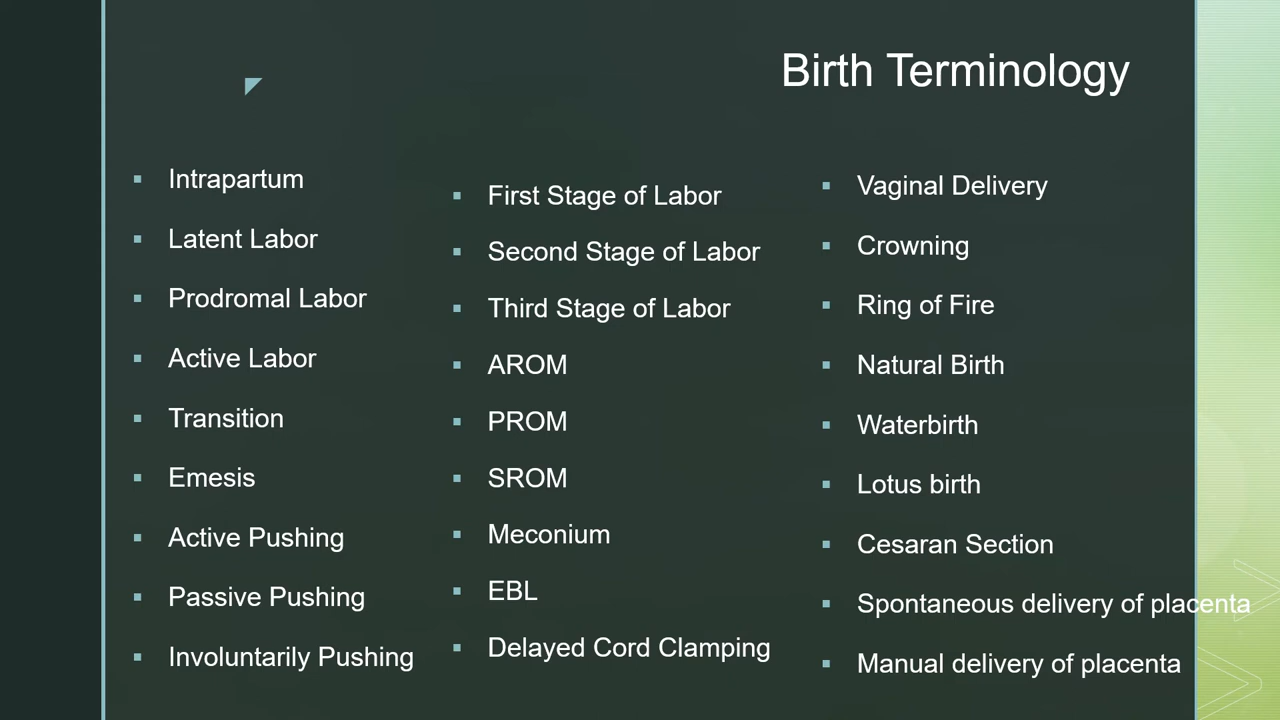 Birth Terminology
Intrapartum
Latent Labor
Prodromal Labor
Active Labor
Transition
Emesis
Active Pushing
Passive Pushing
Involuntarily Pushing
First Stage of Labor
Second Stage of Labor
Third Stage of Labor
AROM
PROM
SROM
Meconium
EBL
Delayed Cord Clamping
Vaginal Delivery
Crowning
Ring of Fire
Natural Birth
Waterbirth
Lotus birth
Cesaran Section
Spontaneous delivery of placenta
Manual delivery of placenta